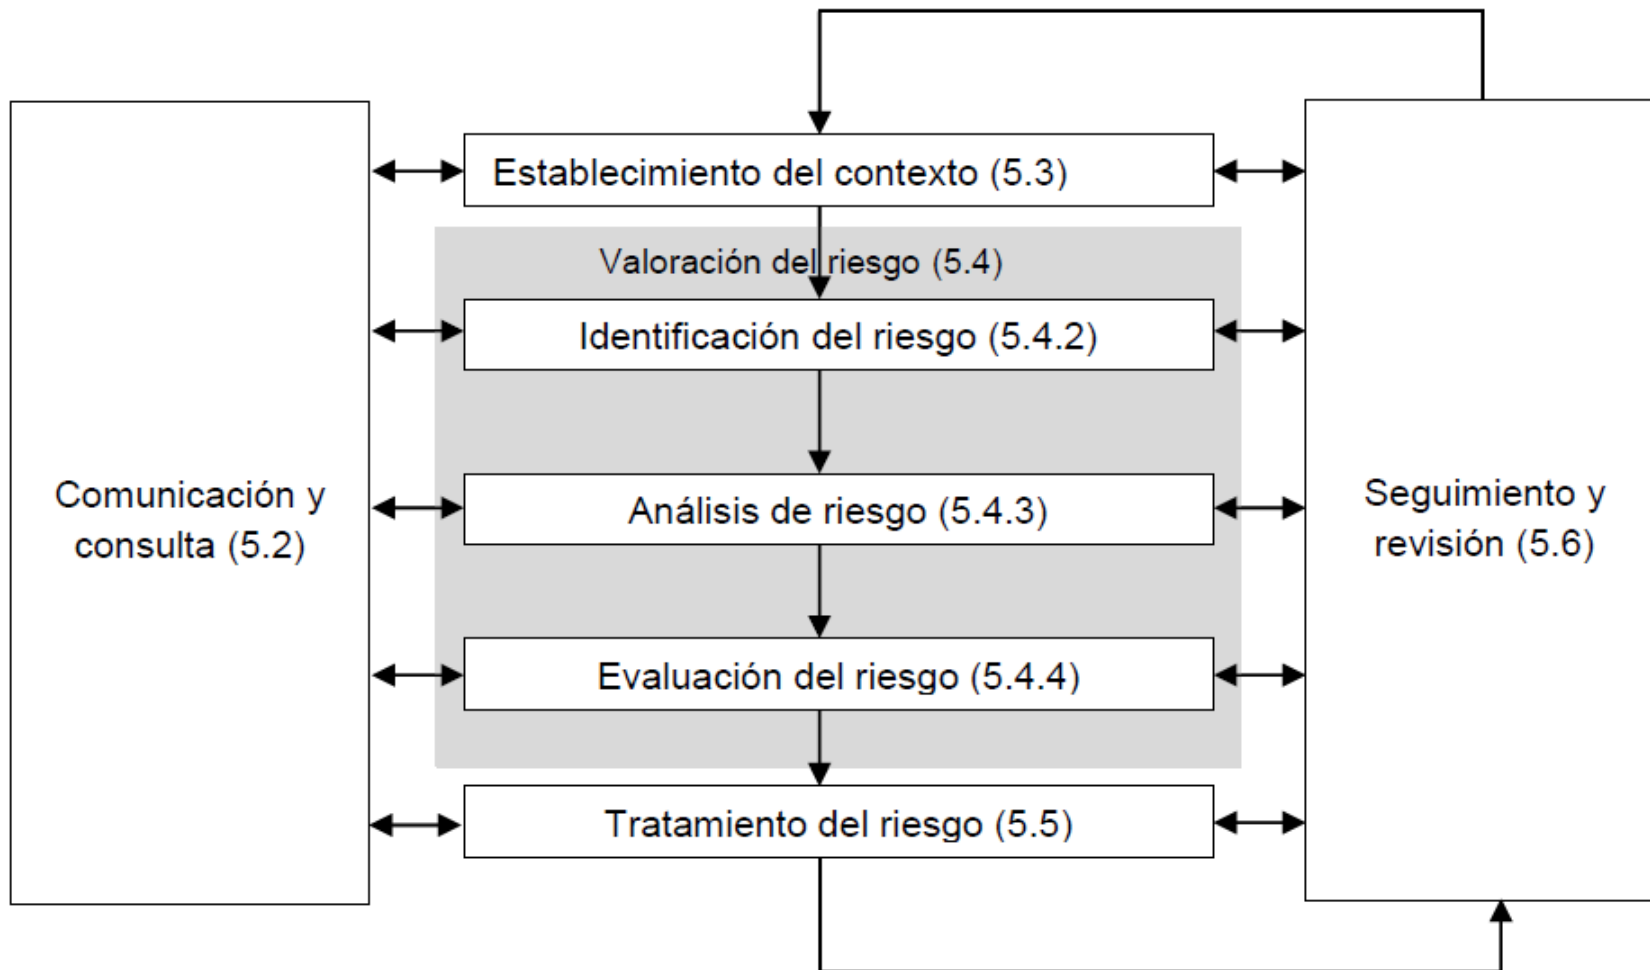 Establecimiento del contexto (5.3)
Valoración del riesgo (5.4)
Identificación del riesgo (5.4.2)
Comunicación y
consulta (5.2)
Análisis de riesgo (5.4.3)
Seguimiento y
revisión (5.6)
Evaluación del riesgo (5.4.4)
Tratamiento del riesgo (5.5)